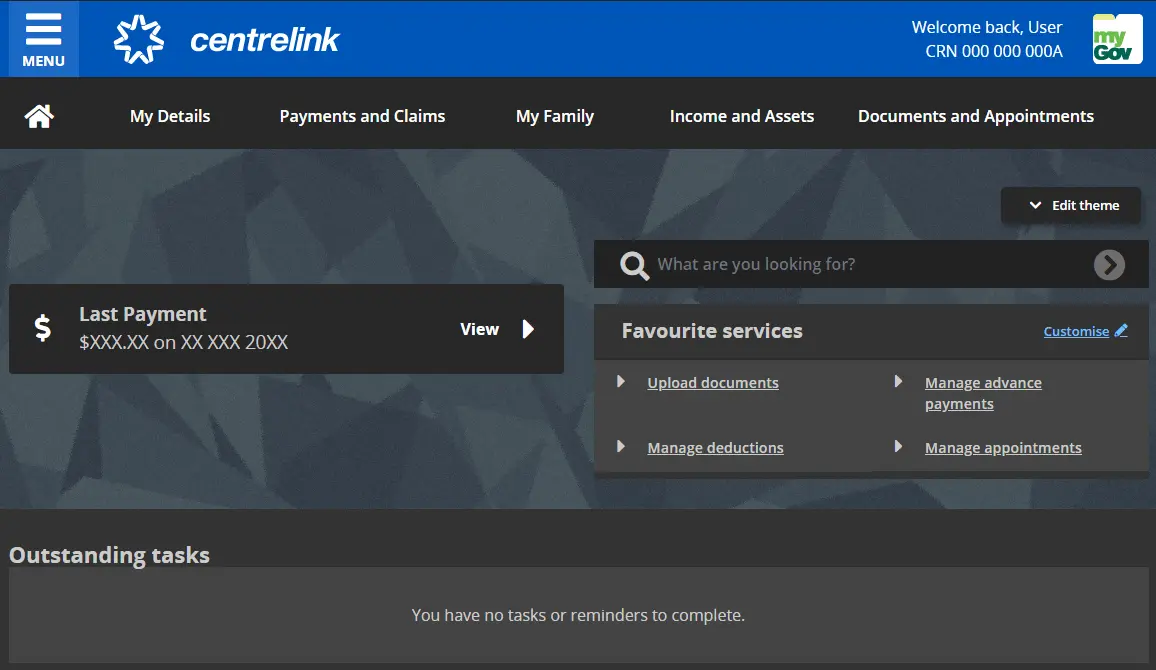 MENU
centrelink
Welcome back, User
CRN 000 000 000A
my
Gov
My Details
Payments and Claims
My Family
Income and Assets
Documents and Appointments
Edit theme
What are you looking for?
$
Last Payment
$XXX.XX on XX XXX 20XX
View
Favourite services
Customise
Upload documents
Manage advance
payments
Manage deductions
Manage appointments
Outstanding tasks
You have no tasks or reminders to complete.